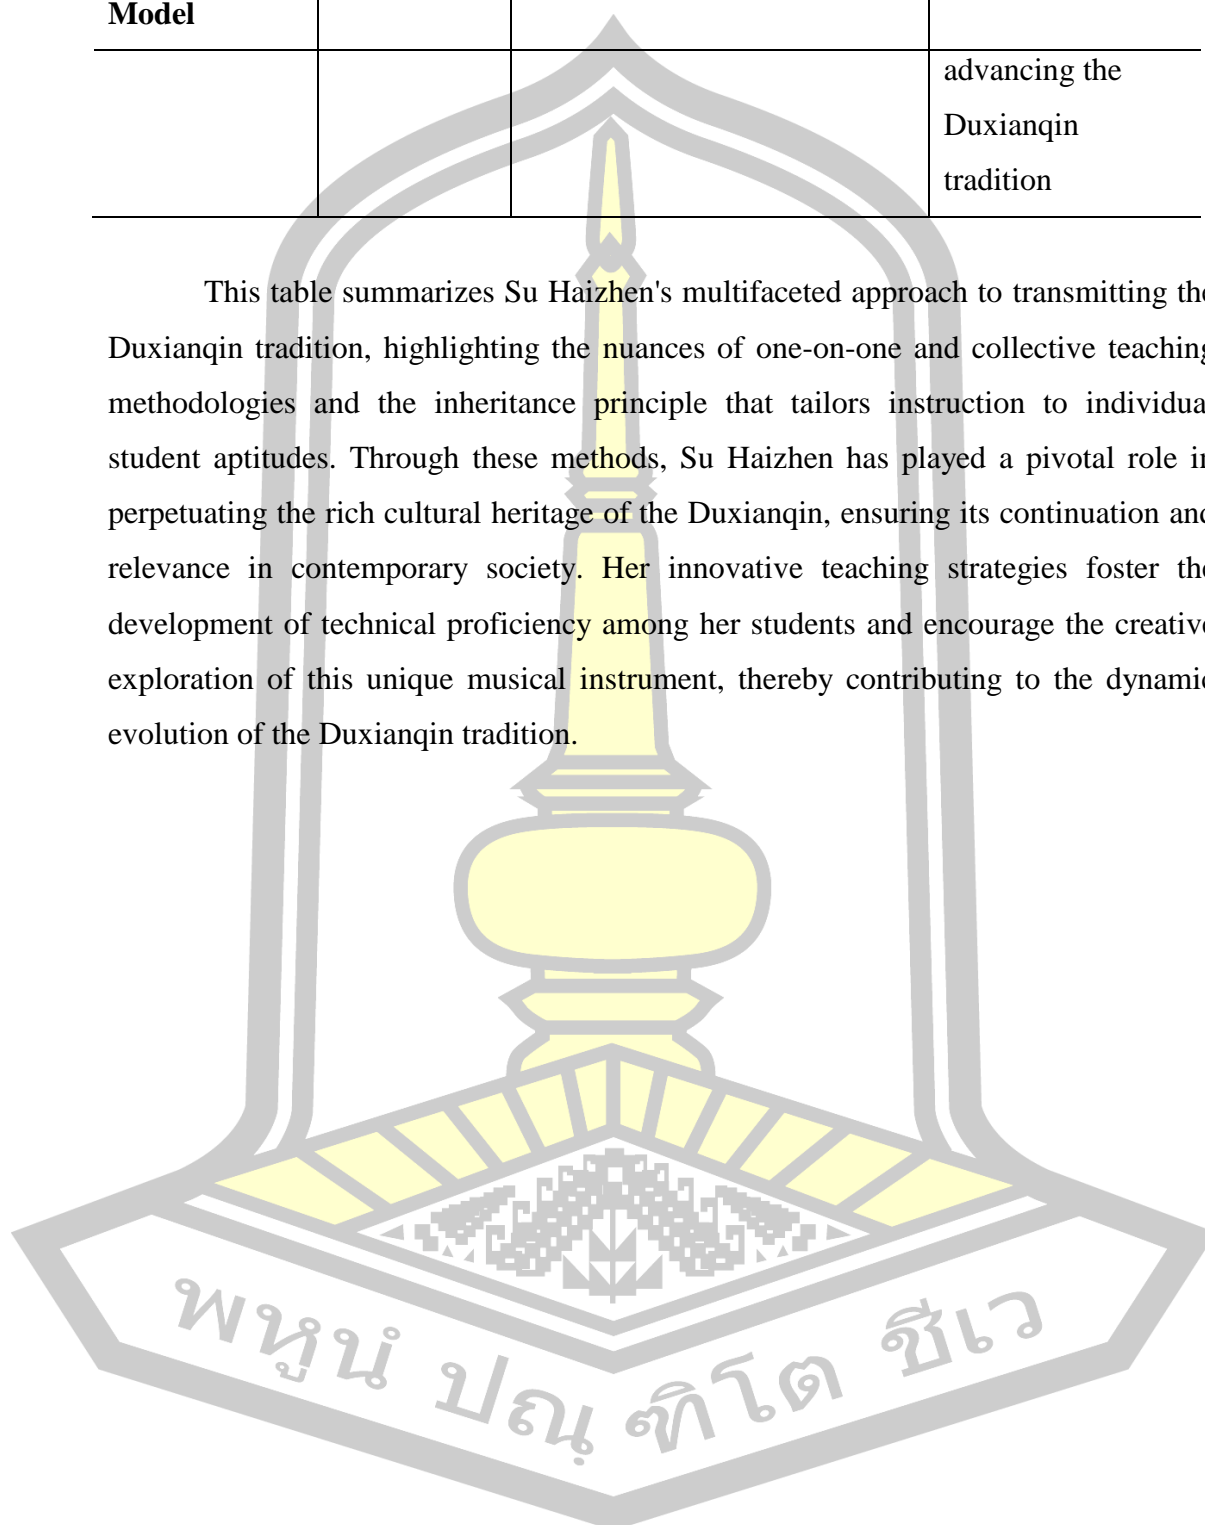 Model
advancing the
Duxianqin
tradition
This table summarizes Su Haizhen's multifaceted approach to transmitting the
Duxianqin tradition, highlighting the nuances of one-on-one and collective teaching
methodologies and the inheritance principle that tailors instruction to individua
student aptitudes. Through these methods, Su Haizhen has played a pivotal role in
perpetuating the rich cultural heritage of the Duxianqin, ensuring its continuation and
relevance in contemporary society. Her innovative teaching strategies foster the
development of technical proficiency among her students and encourage the creative
exploration of this unique musical instrument, thereby contributing to the dynamic
evolution of the Duxianqin tradition.
พหูนํ ปณฺฑิโต ชีเว